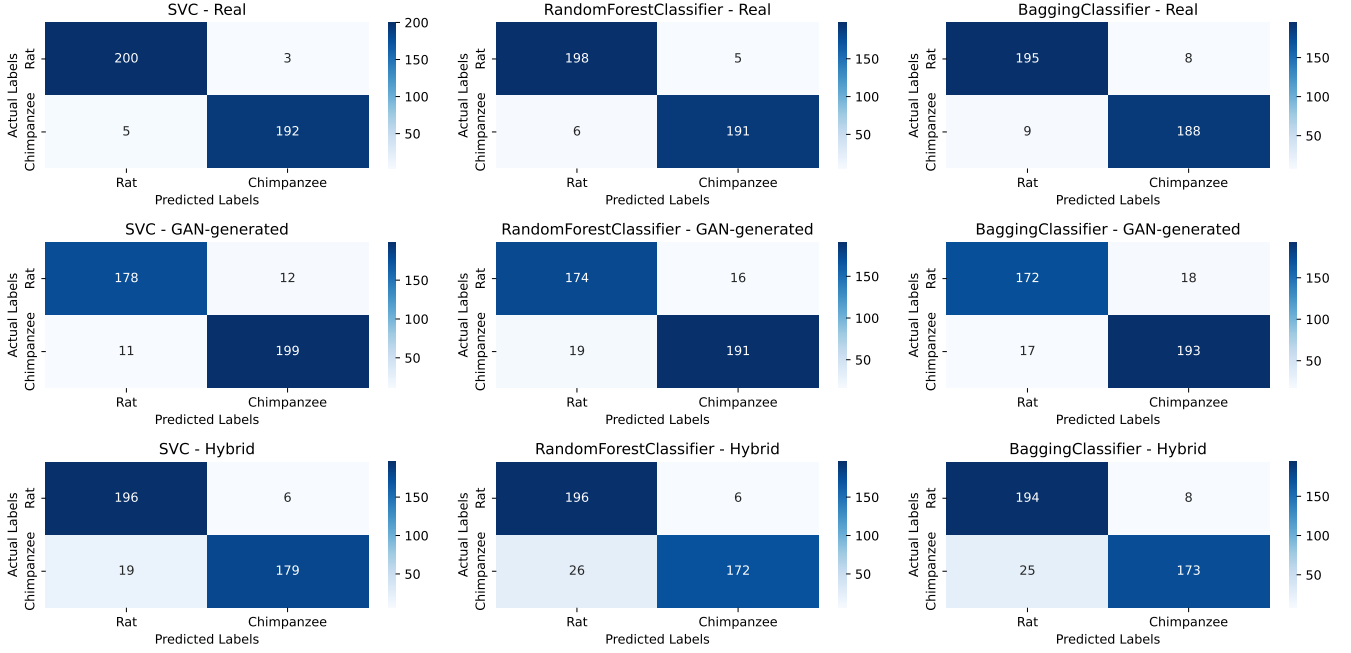 SVC - Real
200
3
5
192
Actual Labels
Rat
Chimpanzee
Rat
Chimpanzee
Predicted Labels
200
150
100
50
RandomForestClassifier - Real
198
5
6
191
Actual Labels
Rat
Chimpanzee
Rat
Chimpanzee
Predicted Labels
150
100
50
BaggingClassifier - Real
195
8
9
188
Actual Labels
Rat
Chimpanzee
Rat
Chimpanzee
Predicted Labels
150
100
50
SVC - GAN-generated
178
12
11
199
Actual Labels
Rat
Chimpanzee
Rat
Chimpanzee
Predicted Labels
150
100
50
RandomForestClassifier - GAN-generated
174
16
19
191
Actual Labels
Rat
Chimpanzee
Rat
Chimpanzee
Predicted Labels
150
100
50
BaggingClassifier - GAN-generated
172
18
17
193
Actual Labels
Rat
Chimpanzee
Rat
Chimpanzee
Predicted Labels
150
100
50
SVC - Hybrid
196
6
19
179
Actual Labels
Rat
Chimpanzee
Rat
Chimpanzee
Predicted Labels
150
100
50
RandomForestClassifier - Hybrid
196
6
26
172
Actual Labels
Rat
Chimpanzee
Rat
Chimpanzee
Predicted Labels
150
100
50
BaggingClassifier - Hybrid
194
8
25
173
Actual Labels
Rat
Chimpanzee
Rat
Chimpanzee
Predicted Labels
150
100
50